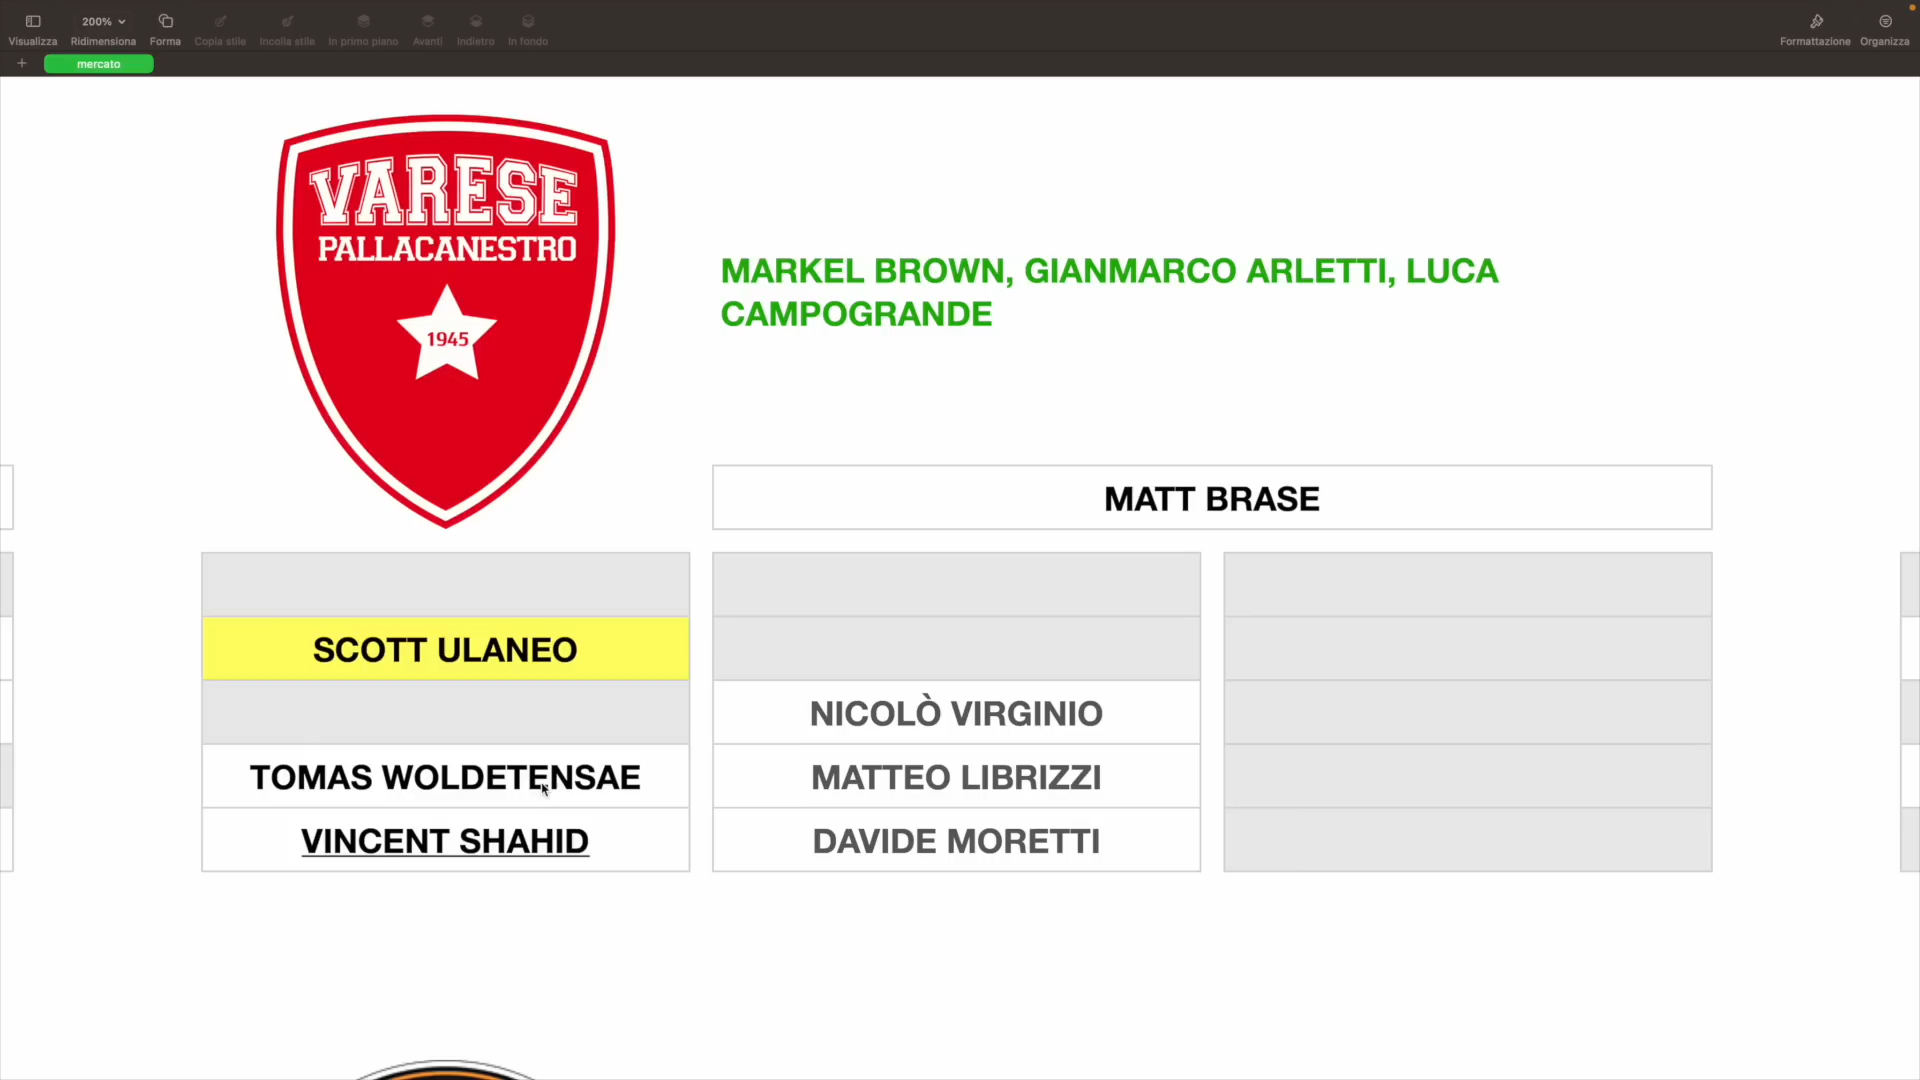 200%
Visualizza
Ridimensiona
Forma
Copia stile
Incolla stile
In primo piano
Avanti
Indietro
In fondo
Formattazione
Organizza
mercato
VARESE
PALLACANESTRO
1945
MARKEL BROWN, GIANMARCO ARLETTI, LUCA
CAMPOGRANDE
MATT BRASE
SCOTT ULANEO
TOMAS WOLDETENSAE
VINCENT SHAHID
NICOLÒ VIRGINIO
MATTEO LIBRIZZI
DAVIDE MORETTI